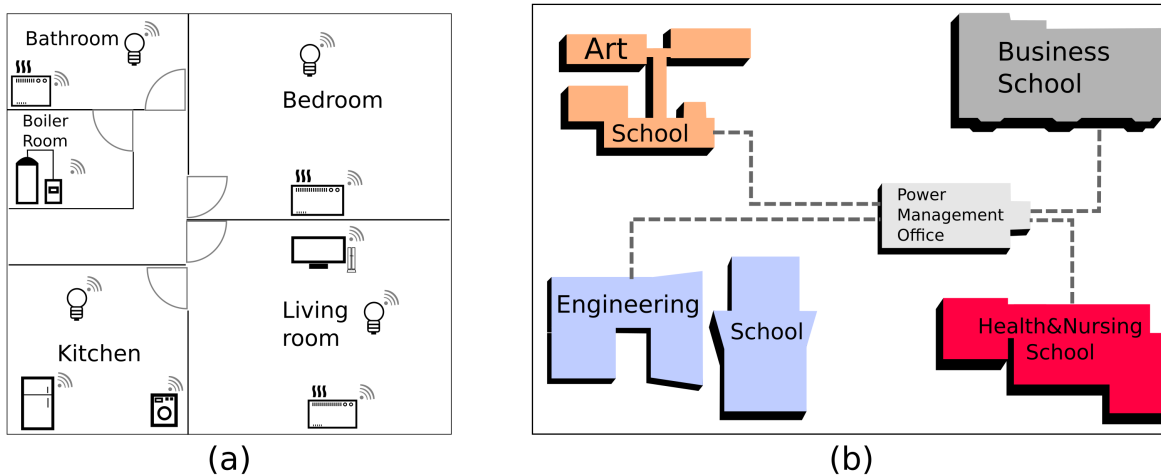 Bathroom
Bedroom
Boiler
Room
Living
room
Kitchen
(a)
Art
School
Business
School
Power
Management
Office
Engineering
School
Health&Nursing
School
(b)